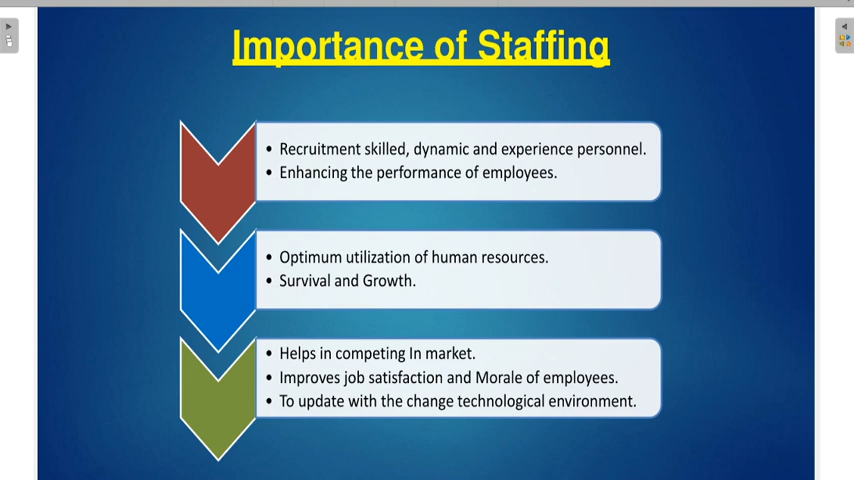 Importance of Staffing
• Recruitment skilled, dynamic and experience personnel.
• Enhancing the performance of employees.
• Optimum utilization of human resources.
• Survival and Growth.
• Helps in competing In market.
• Improves job satisfaction and Morale of employees.
• To update with the change technological environment.